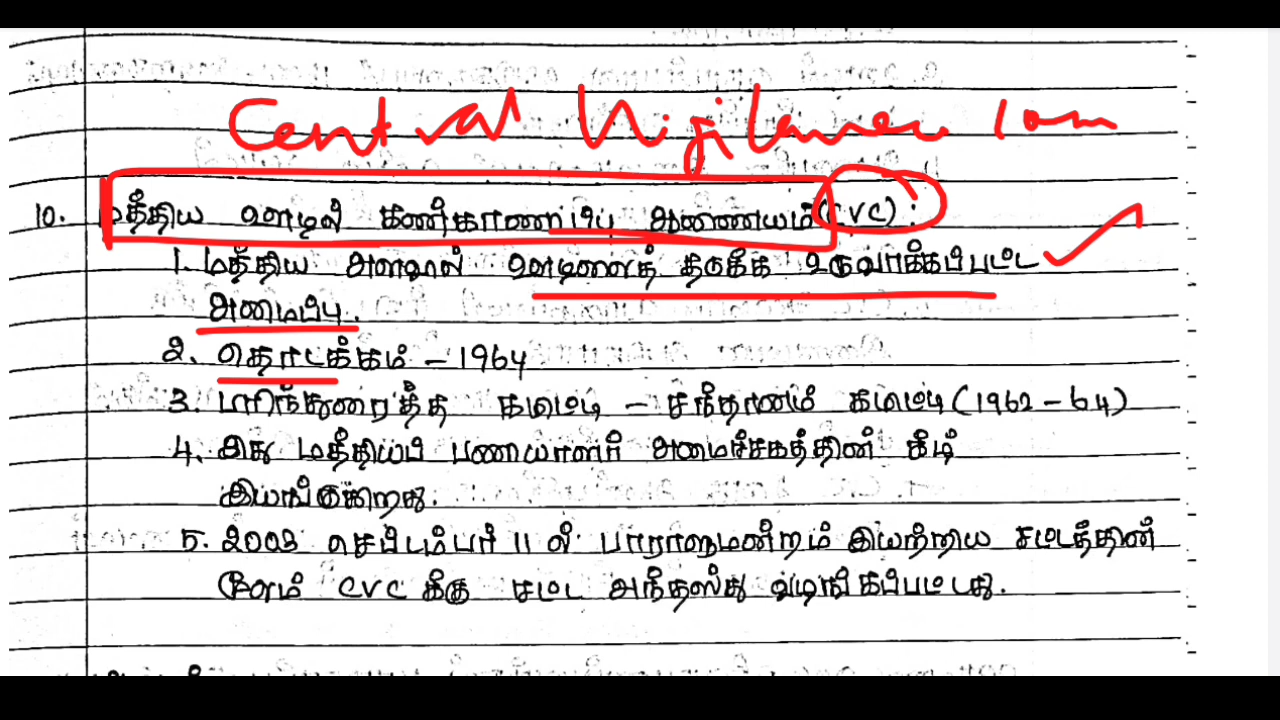 Central Vigilance Com
10. மத்திய ஊழல் கண்காணிப்பு ஆணையம் (CVC) :
1. மத்திய அளவில் ஊழலைத் தடுக்க உருவாக்கப்பட்ட
அமைப்பு.
2. தொடக்கம் - 1964
3. பரிந்துரைத்த கமிட்டி - சந்தானம் கமிட்டி (1962-64)
4. இது மத்தியப் பணியாளர் அமைச்சகத்தின் கீழ்
இயங்குகிறது.
5. 2003 செப்டம்பர் 11 ல் பாராளுமன்றம் இயற்றிய சட்டத்தின்
மூலம் CVC க்கு சட்ட அந்தஸ்து வழங்கப்பட்டது.